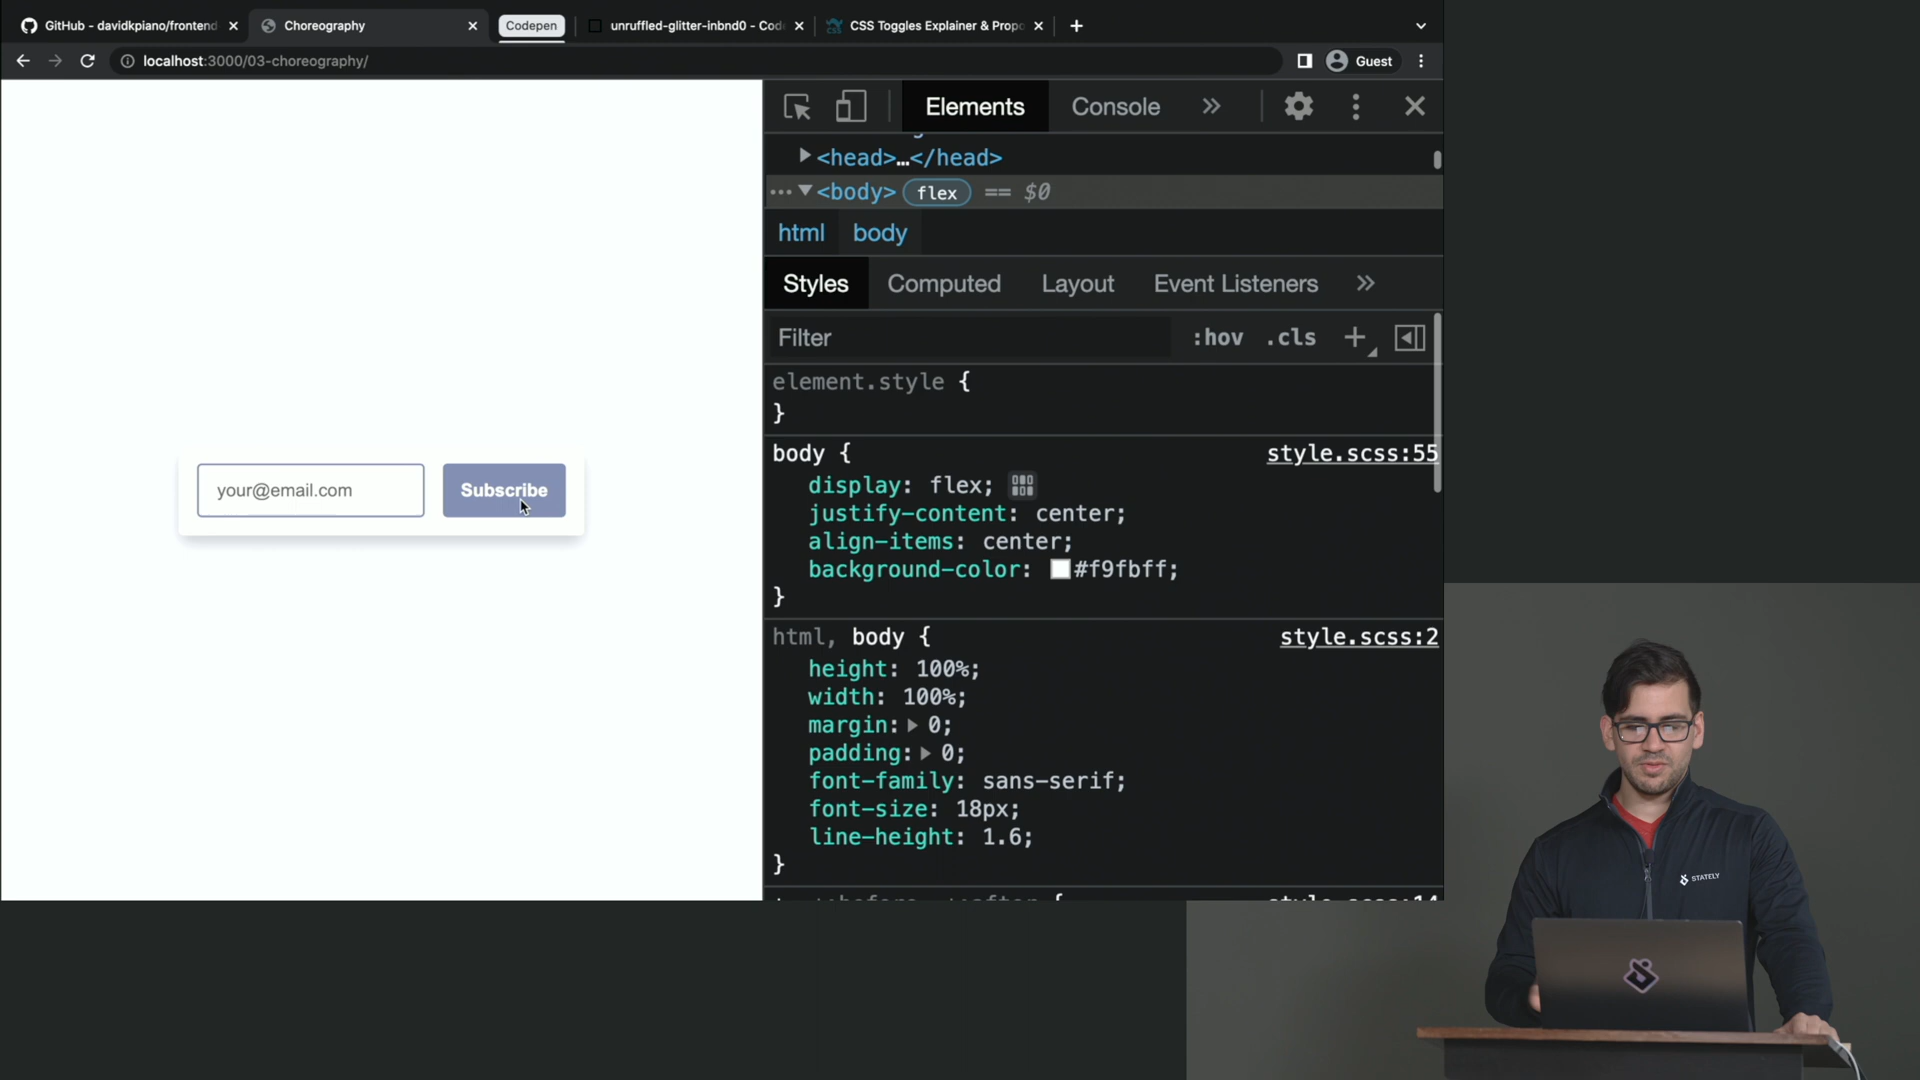 GitHub - davidkpiano/frontend
Choreography
Codepen
unruffled-glitter-inbnd0 - Cod
CSS Toggles Explainer & Propo
localhost:3000/03-choreography/
Guest
Elements
Console
<head>…</head>
<body> flex == $0
html body
Styles
Computed
Layout
Event Listeners
Filter
:hov .cls
element.style {
}
body {
style.scss:55
display: flex;
justify-content: center;
align-items: center;
background-color: #f9fbff;
}
html, body {
style.scss:2
height: 100%;
width: 100%;
margin: 0;
padding: 0;
font-family: sans-serif;
font-size: 18px;
line-height: 1.6;
}
your@email.com
Subscribe
STATELY